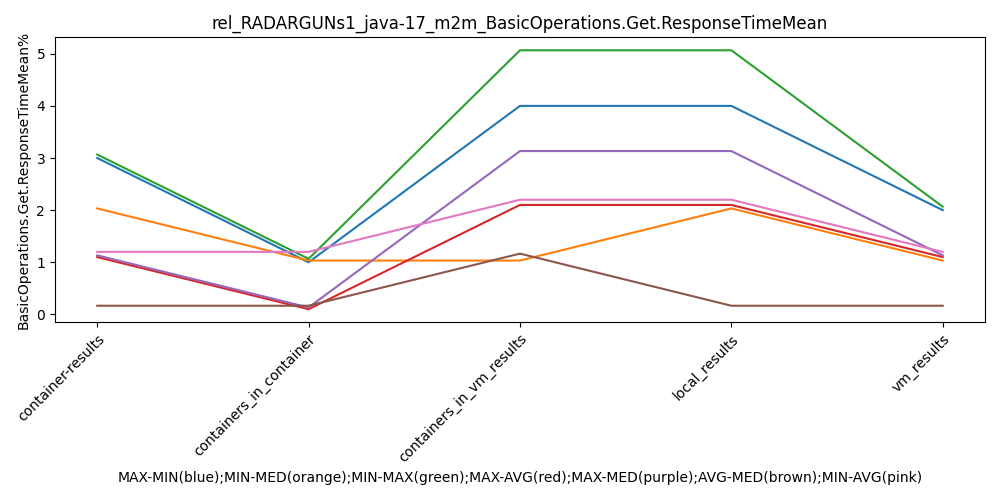 rel_RADARGUNs1_java-17_m2m_BasicOperations.Get.ResponseTimeMean
BasicOperations.Get.ResponseTimeMean%
5
4
3
2
1
0
container-results
containers_in_container
containers_in_vm_results
local_results
vm_results
MAX-MIN(blue);MIN-MED(orange);MIN-MAX(green);MAX-AVG(red);MAX-MED(purple);AVG-MED(brown);MIN-AVG(pink)